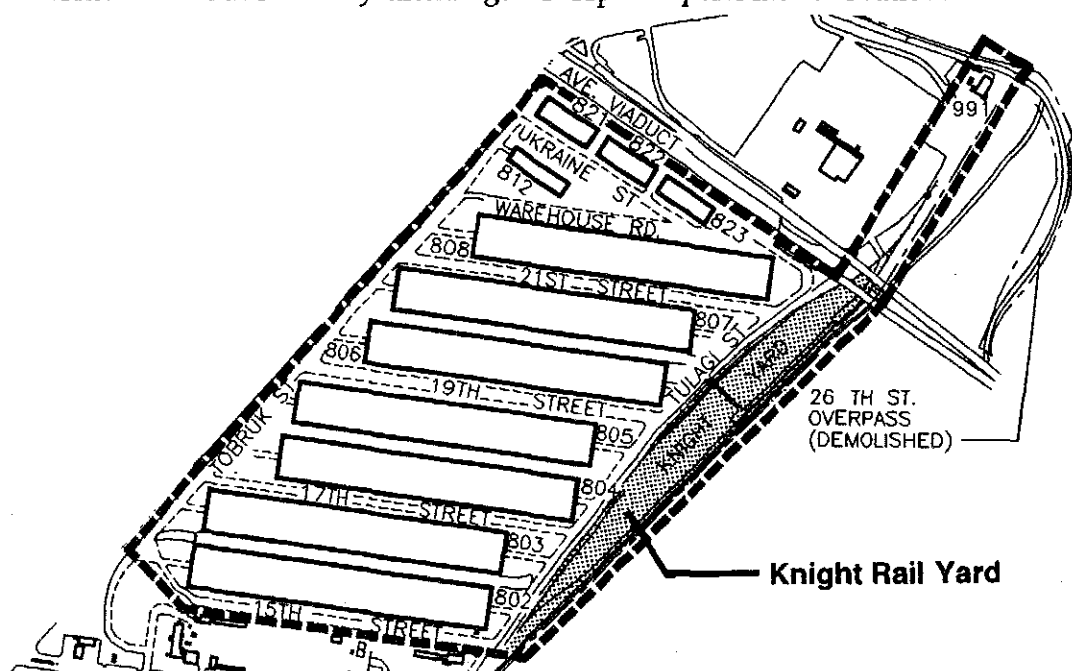 AVE. VIADUCT
99
821
822
UKRAINE ST
812
823
WAREHOUSE RD.
808
21ST STREET
807
TULAGI ST
806
YARD
19TH STREET
26 TH ST.
OVERPASS
(DEMOLISHED)
KNIGHT
TOBRUK ST
805
804
17TH STREET
803
Knight Rail Yard
802
15TH STREET
B